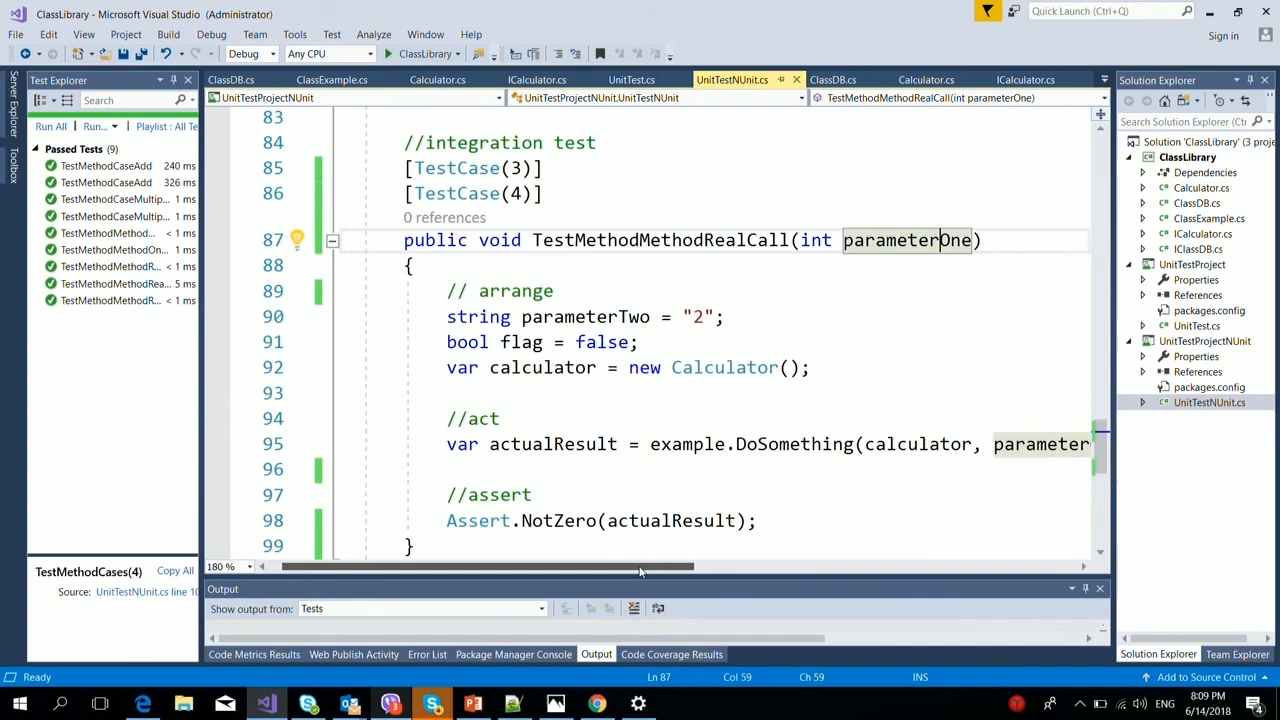 ClassLibrary - Microsoft Visual Studio (Administrator)
Quick Launch (Ctrl+Q)
File Edit View Project Build Debug Team Tools Test Analyze Window Help
Sign in
Debug Any CPU ClassLibrary
Server Explorer
Toolbox
Test Explorer
Search
Run All Run... Playlist : All Te
Passed Tests (9)
TestMethodCaseAdd 240 ms
TestMethodCaseAdd 326 ms
TestMethodCaseMultip... 1 ms
TestMethodCaseMultip... 1 ms
TestMethodMethod... < 1 ms
TestMethodMethodOn... < 1 ms
TestMethodMethodR... < 1 ms
TestMethodMethodRea... 5 ms
TestMethodMethodR... < 1 ms
TestMethodCases(4) Copy All
Source: UnitTestNUnit.cs line 10
ClassDB.cs ClassExample.cs Calculator.cs ICalculator.cs UnitTest.cs UnitTestNUnit.cs ClassDB.cs Calculator.cs ICalculator.cs
UnitTestProjectNUnit UnitTestProjectNUnit.UnitTestNUnit TestMethodMethodRealCall(int parameterOne)
83
84 //integration test
85 [TestCase(3)]
86 [TestCase(4)]
0 references
87 public void TestMethodMethodRealCall(int parameterOne)
88 {
89 // arrange
90 string parameterTwo = "2";
91 bool flag = false;
92 var calculator = new Calculator();
93
94 //act
95 var actualResult = example.DoSomething(calculator, parameter
96
97 //assert
98 Assert.NotZero(actualResult);
99 }
180 %
Output
Show output from: Tests
Code Metrics Results Web Publish Activity Error List Package Manager Console Output Code Coverage Results
Solution Explorer
Search Solution Explorer (Ctrl
Solution 'ClassLibrary' (3 proje
ClassLibrary
Dependencies
Calculator.cs
ClassDB.cs
ClassExample.cs
ICalculator.cs
IClassDB.cs
UnitTestProject
Properties
References
packages.config
UnitTest.cs
UnitTestProjectNUnit
Properties
References
packages.config
UnitTestNUnit.cs
Solution Explorer Team Explorer
Ready Ln 87 Col 59 Ch 59 INS Add to Source Control
ENG
8:09 PM
6/14/2018